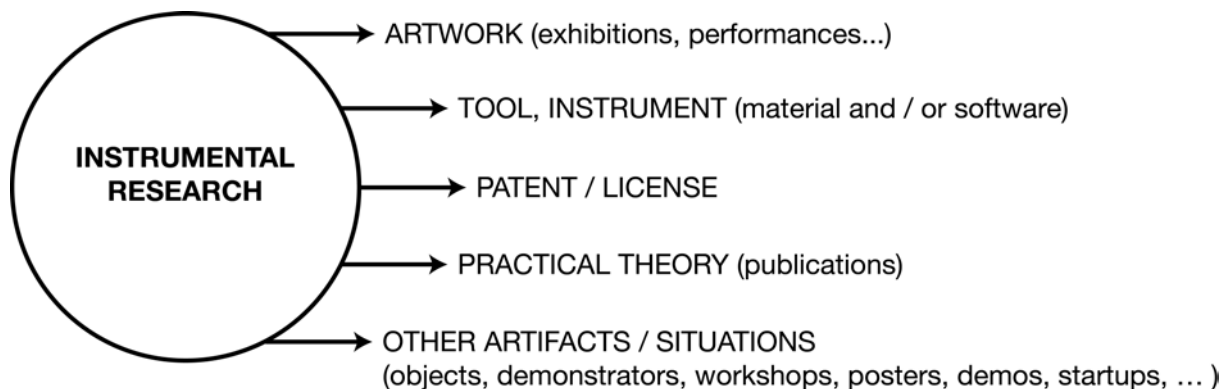 ARTWORK (exhibitions, performances...)
TOOL, INSTRUMENT (material and / or software)
INSTRUMENTAL
RESEARCH
PATENT / LICENSE
PRACTICAL THEORY (publications)
OTHER ARTIFACTS / SITUATIONS
(objects, demonstrators, workshops, posters, demos, startups, … )